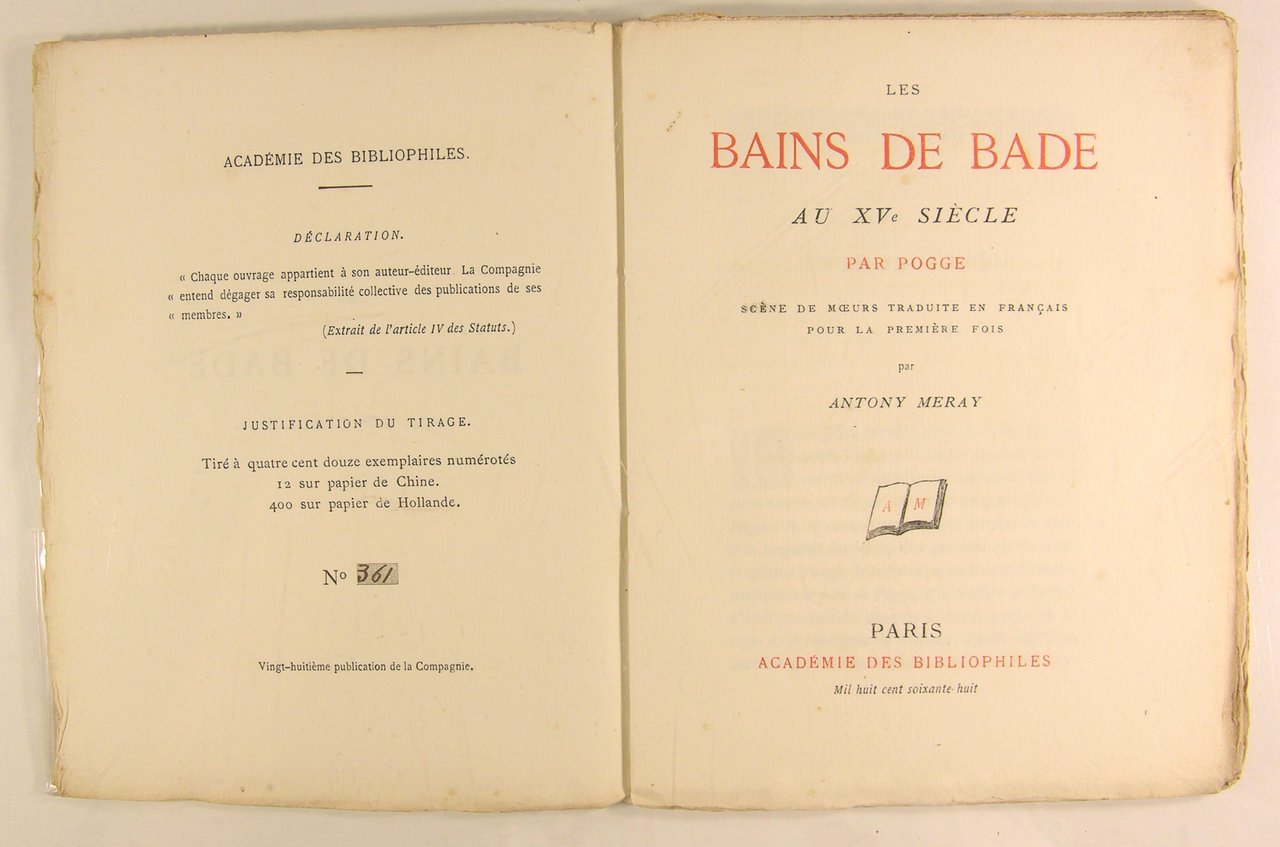 ACADÉMIE DES BIBLIOPHILES.
DÉCLARATION.
« Chaque ouvrage appartient à son auteur-éditeur. La Compagnie
« entend dégager sa responsabilité collective des publications de ses
« membres. »
(Extrait de l'article IV des Statuts.)
JUSTIFICATION DU TIRAGE.
Tiré à quatre cent douze exemplaires numérotés
12 sur papier de Chine.
400 sur papier de Hollande.
No 361
Vingt-huitième publication de la Compagnie.
LES
BAINS DE BADE
AU XVe SIÈCLE
PAR POGGE
SCÈNE DE MŒURS TRADUITE EN FRANÇAIS
POUR LA PREMIÈRE FOIS
par
ANTONY MERAY
A M
PARIS
ACADÉMIE DES BIBLIOPHILES
Mil huit cent soixante-huit